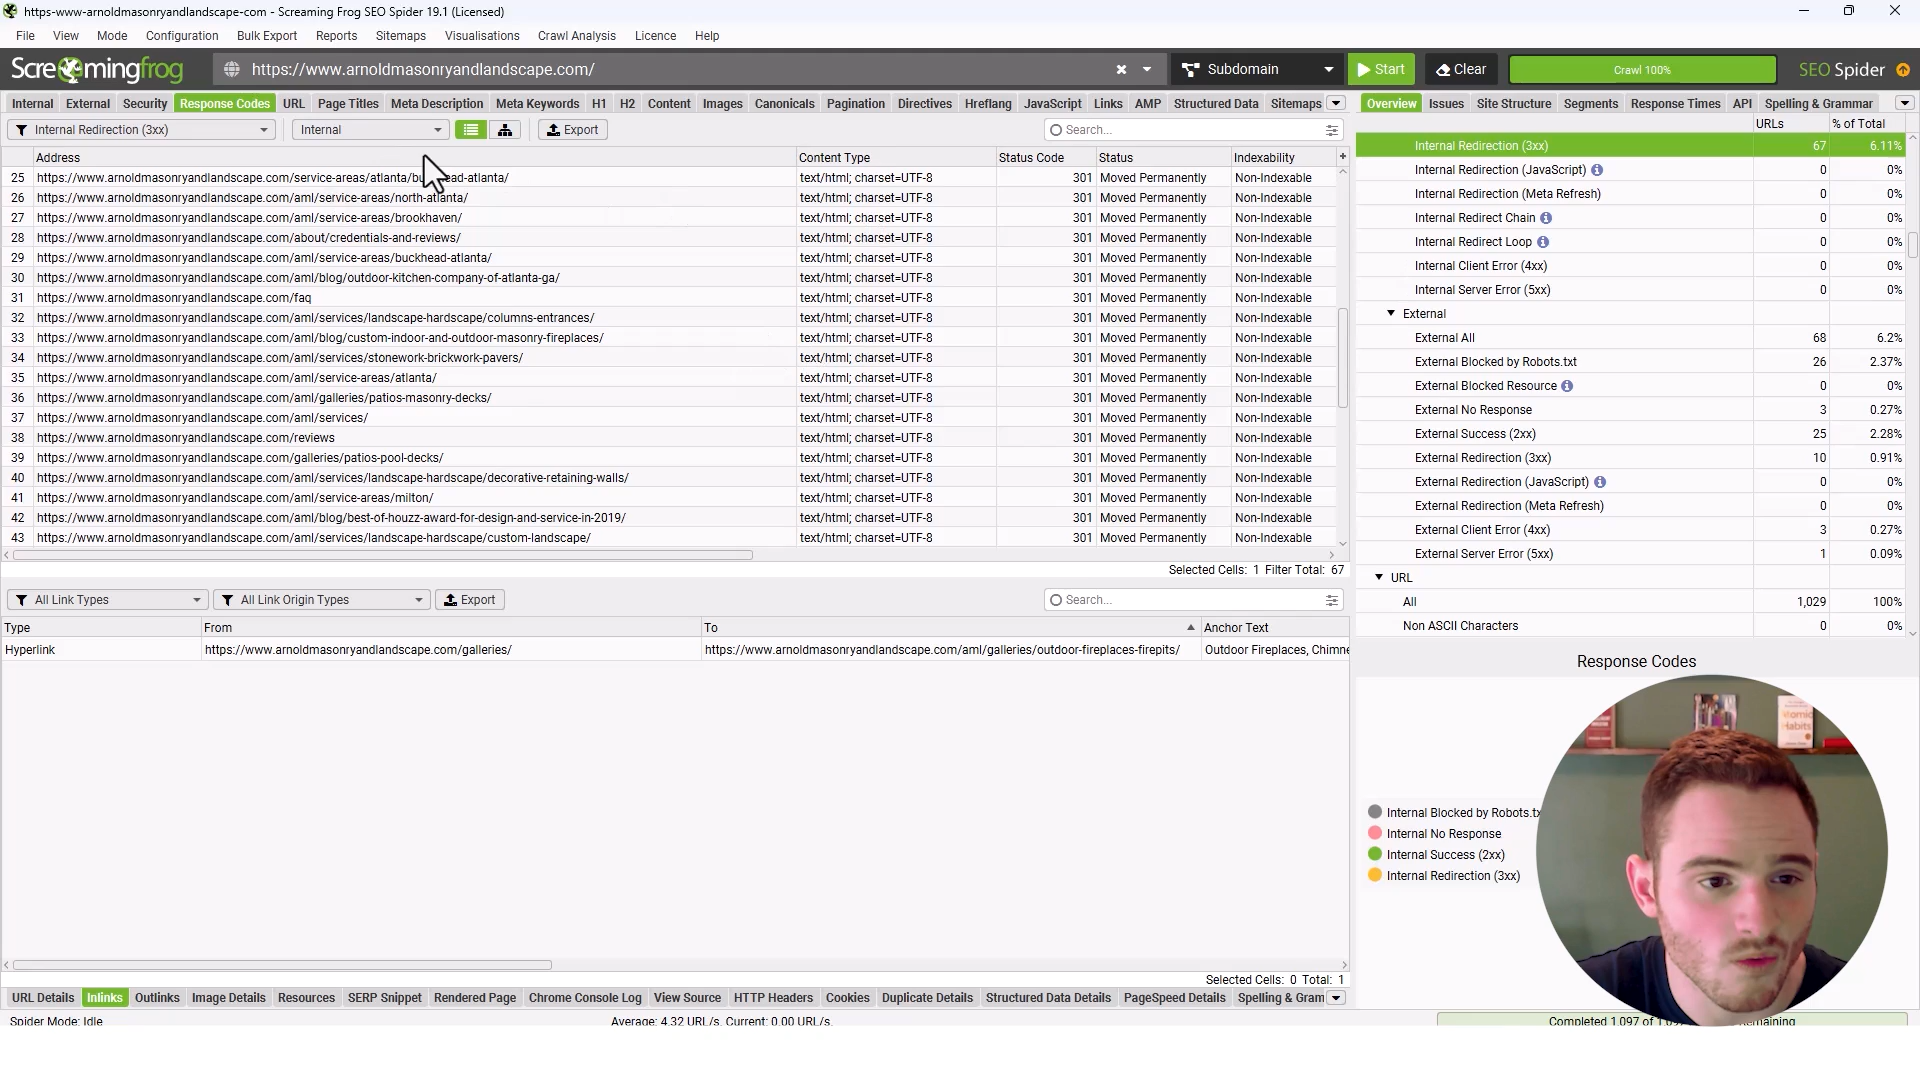 https-www-arnoldmasonryandlandscape-com - Screaming Frog SEO Spider 19.1 (Licensed)
File View Mode Configuration Bulk Export Reports Sitemaps Visualisations Crawl Analysis Licence Help
Screamingfrog https://www.arnoldmasonryandlandscape.com/ Subdomain Start Clear Crawl 100% SEO Spider
Internal External Security Response Codes URL Page Titles Meta Description Meta Keywords H1 H2 Content Images Canonicals Pagination Directives Hreflang JavaScript Links AMP Structured Data Sitemaps
Internal Redirection (3xx) Internal Export Search...
Address Content Type Status Code Status Indexability
25 https://www.arnoldmasonryandlandscape.com/service-areas/atlanta/buckhead-atlanta/ text/html; charset=UTF-8 301 Moved Permanently Non-Indexable
26 https://www.arnoldmasonryandlandscape.com/aml/service-areas/north-atlanta/ text/html; charset=UTF-8 301 Moved Permanently Non-Indexable
27 https://www.arnoldmasonryandlandscape.com/aml/service-areas/brookhaven/ text/html; charset=UTF-8 301 Moved Permanently Non-Indexable
28 https://www.arnoldmasonryandlandscape.com/about/credentials-and-reviews/ text/html; charset=UTF-8 301 Moved Permanently Non-Indexable
29 https://www.arnoldmasonryandlandscape.com/aml/service-areas/buckhead-atlanta/ text/html; charset=UTF-8 301 Moved Permanently Non-Indexable
30 https://www.arnoldmasonryandlandscape.com/aml/blog/outdoor-kitchen-company-of-atlanta-ga/ text/html; charset=UTF-8 301 Moved Permanently Non-Indexable
31 https://www.arnoldmasonryandlandscape.com/faq text/html; charset=UTF-8 301 Moved Permanently Non-Indexable
32 https://www.arnoldmasonryandlandscape.com/aml/services/landscape-hardscape/columns-entrances/ text/html; charset=UTF-8 301 Moved Permanently Non-Indexable
33 https://www.arnoldmasonryandlandscape.com/aml/blog/custom-indoor-and-outdoor-masonry-fireplaces/ text/html; charset=UTF-8 301 Moved Permanently Non-Indexable
34 https://www.arnoldmasonryandlandscape.com/aml/services/stonework-brickwork-pavers/ text/html; charset=UTF-8 301 Moved Permanently Non-Indexable
35 https://www.arnoldmasonryandlandscape.com/aml/service-areas/atlanta/ text/html; charset=UTF-8 301 Moved Permanently Non-Indexable
36 https://www.arnoldmasonryandlandscape.com/aml/galleries/patios-masonry-decks/ text/html; charset=UTF-8 301 Moved Permanently Non-Indexable
37 https://www.arnoldmasonryandlandscape.com/aml/services/ text/html; charset=UTF-8 301 Moved Permanently Non-Indexable
38 https://www.arnoldmasonryandlandscape.com/reviews text/html; charset=UTF-8 301 Moved Permanently Non-Indexable
39 https://www.arnoldmasonryandlandscape.com/galleries/patios-pool-decks/ text/html; charset=UTF-8 301 Moved Permanently Non-Indexable
40 https://www.arnoldmasonryandlandscape.com/aml/services/landscape-hardscape/decorative-retaining-walls/ text/html; charset=UTF-8 301 Moved Permanently Non-Indexable
41 https://www.arnoldmasonryandlandscape.com/aml/service-areas/milton/ text/html; charset=UTF-8 301 Moved Permanently Non-Indexable
42 https://www.arnoldmasonryandlandscape.com/aml/blog/best-of-houzz-award-for-design-and-service-in-2019/ text/html; charset=UTF-8 301 Moved Permanently Non-Indexable
43 https://www.arnoldmasonryandlandscape.com/aml/services/landscape-hardscape/custom-landscape/ text/html; charset=UTF-8 301 Moved Permanently Non-Indexable
Selected Cells: 1 Filter Total: 67
All Link Types All Link Origin Types Export Search...
Type From To Anchor Text
Hyperlink https://www.arnoldmasonryandlandscape.com/galleries/ https://www.arnoldmasonryandlandscape.com/aml/galleries/outdoor-fireplaces-firepits/ Outdoor Fireplaces, Chimne
Selected Cells: 0 Total: 1
URL Details Inlinks Outlinks Image Details Resources SERP Snippet Rendered Page Chrome Console Log View Source HTTP Headers Cookies Duplicate Details Structured Data Details PageSpeed Details Spelling & Gram
Spider Mode: Idle Average: 4.32 URL/s. Current: 0.00 URL/s. Completed 1,097 of
Overview Issues Site Structure Segments Response Times API Spelling & Grammar
URLs % of Total
Internal Redirection (3xx) 67 6.11%
Internal Redirection (JavaScript) 0 0%
Internal Redirection (Meta Refresh) 0 0%
Internal Redirect Chain 0 0%
Internal Redirect Loop 0 0%
Internal Client Error (4xx) 0 0%
Internal Server Error (5xx) 0 0%
External
External All 68 6.2%
External Blocked by Robots.txt 26 2.37%
External Blocked Resource 0 0%
External No Response 3 0.27%
External Success (2xx) 25 2.28%
External Redirection (3xx) 10 0.91%
External Redirection (JavaScript) 0 0%
External Redirection (Meta Refresh) 0 0%
External Client Error (4xx) 3 0.27%
External Server Error (5xx) 1 0.09%
URL
All 1,029 100%
Non ASCII Characters 0 0%
Response Codes
Internal Blocked by Robots.tx
Internal No Response
Internal Success (2xx)
Internal Redirection (3xx)
Habits